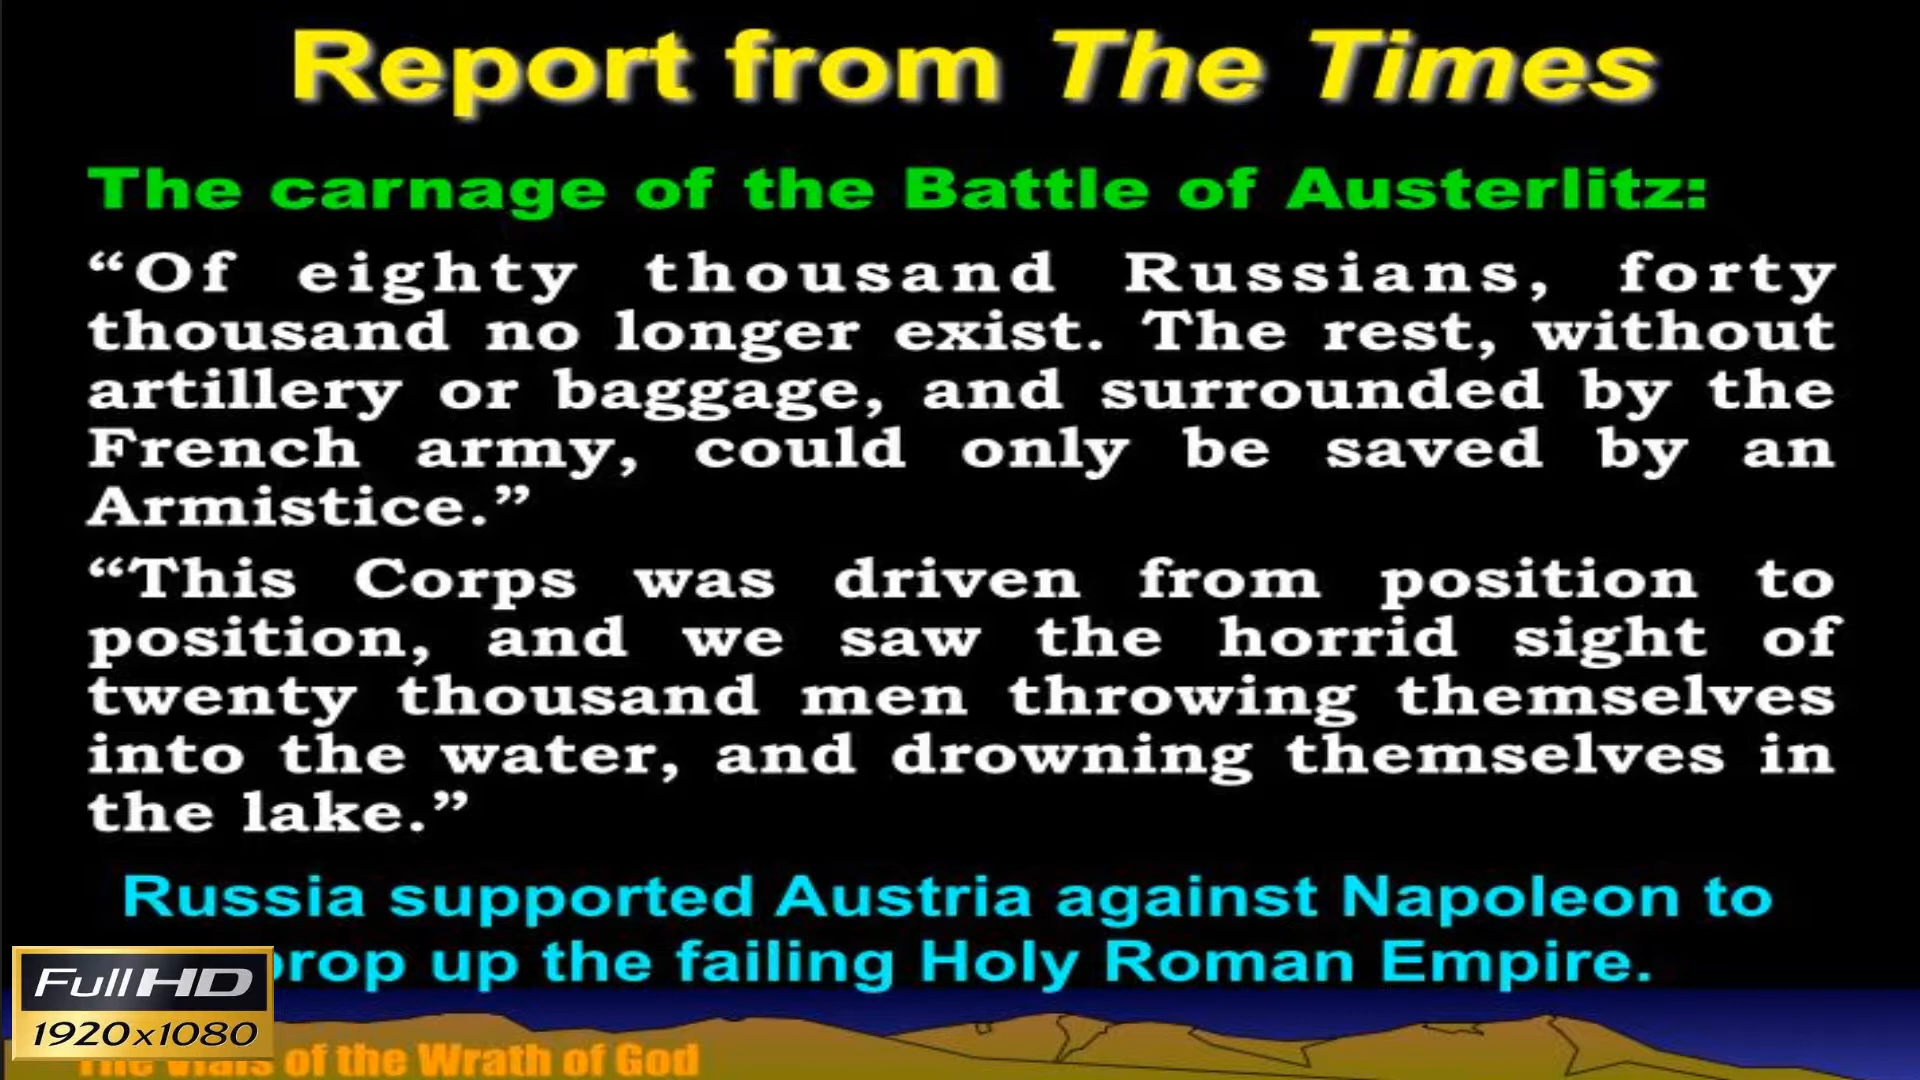 Report from The Times
The carnage of the Battle of Austerlitz:
“Of eighty thousand Russians, forty
thousand no longer exist. The rest, without
artillery or baggage, and surrounded by the
French army, could only be saved by an
Armistice.”
“This Corps was driven from position to
position, and we saw the horrid sight of
twenty thousand men throwing themselves
into the water, and drowning themselves in
the lake.”
Russia supported Austria against Napoleon to
prop up the failing Holy Roman Empire.
Full HD
1920x1080
The Vials of the Wrath of God